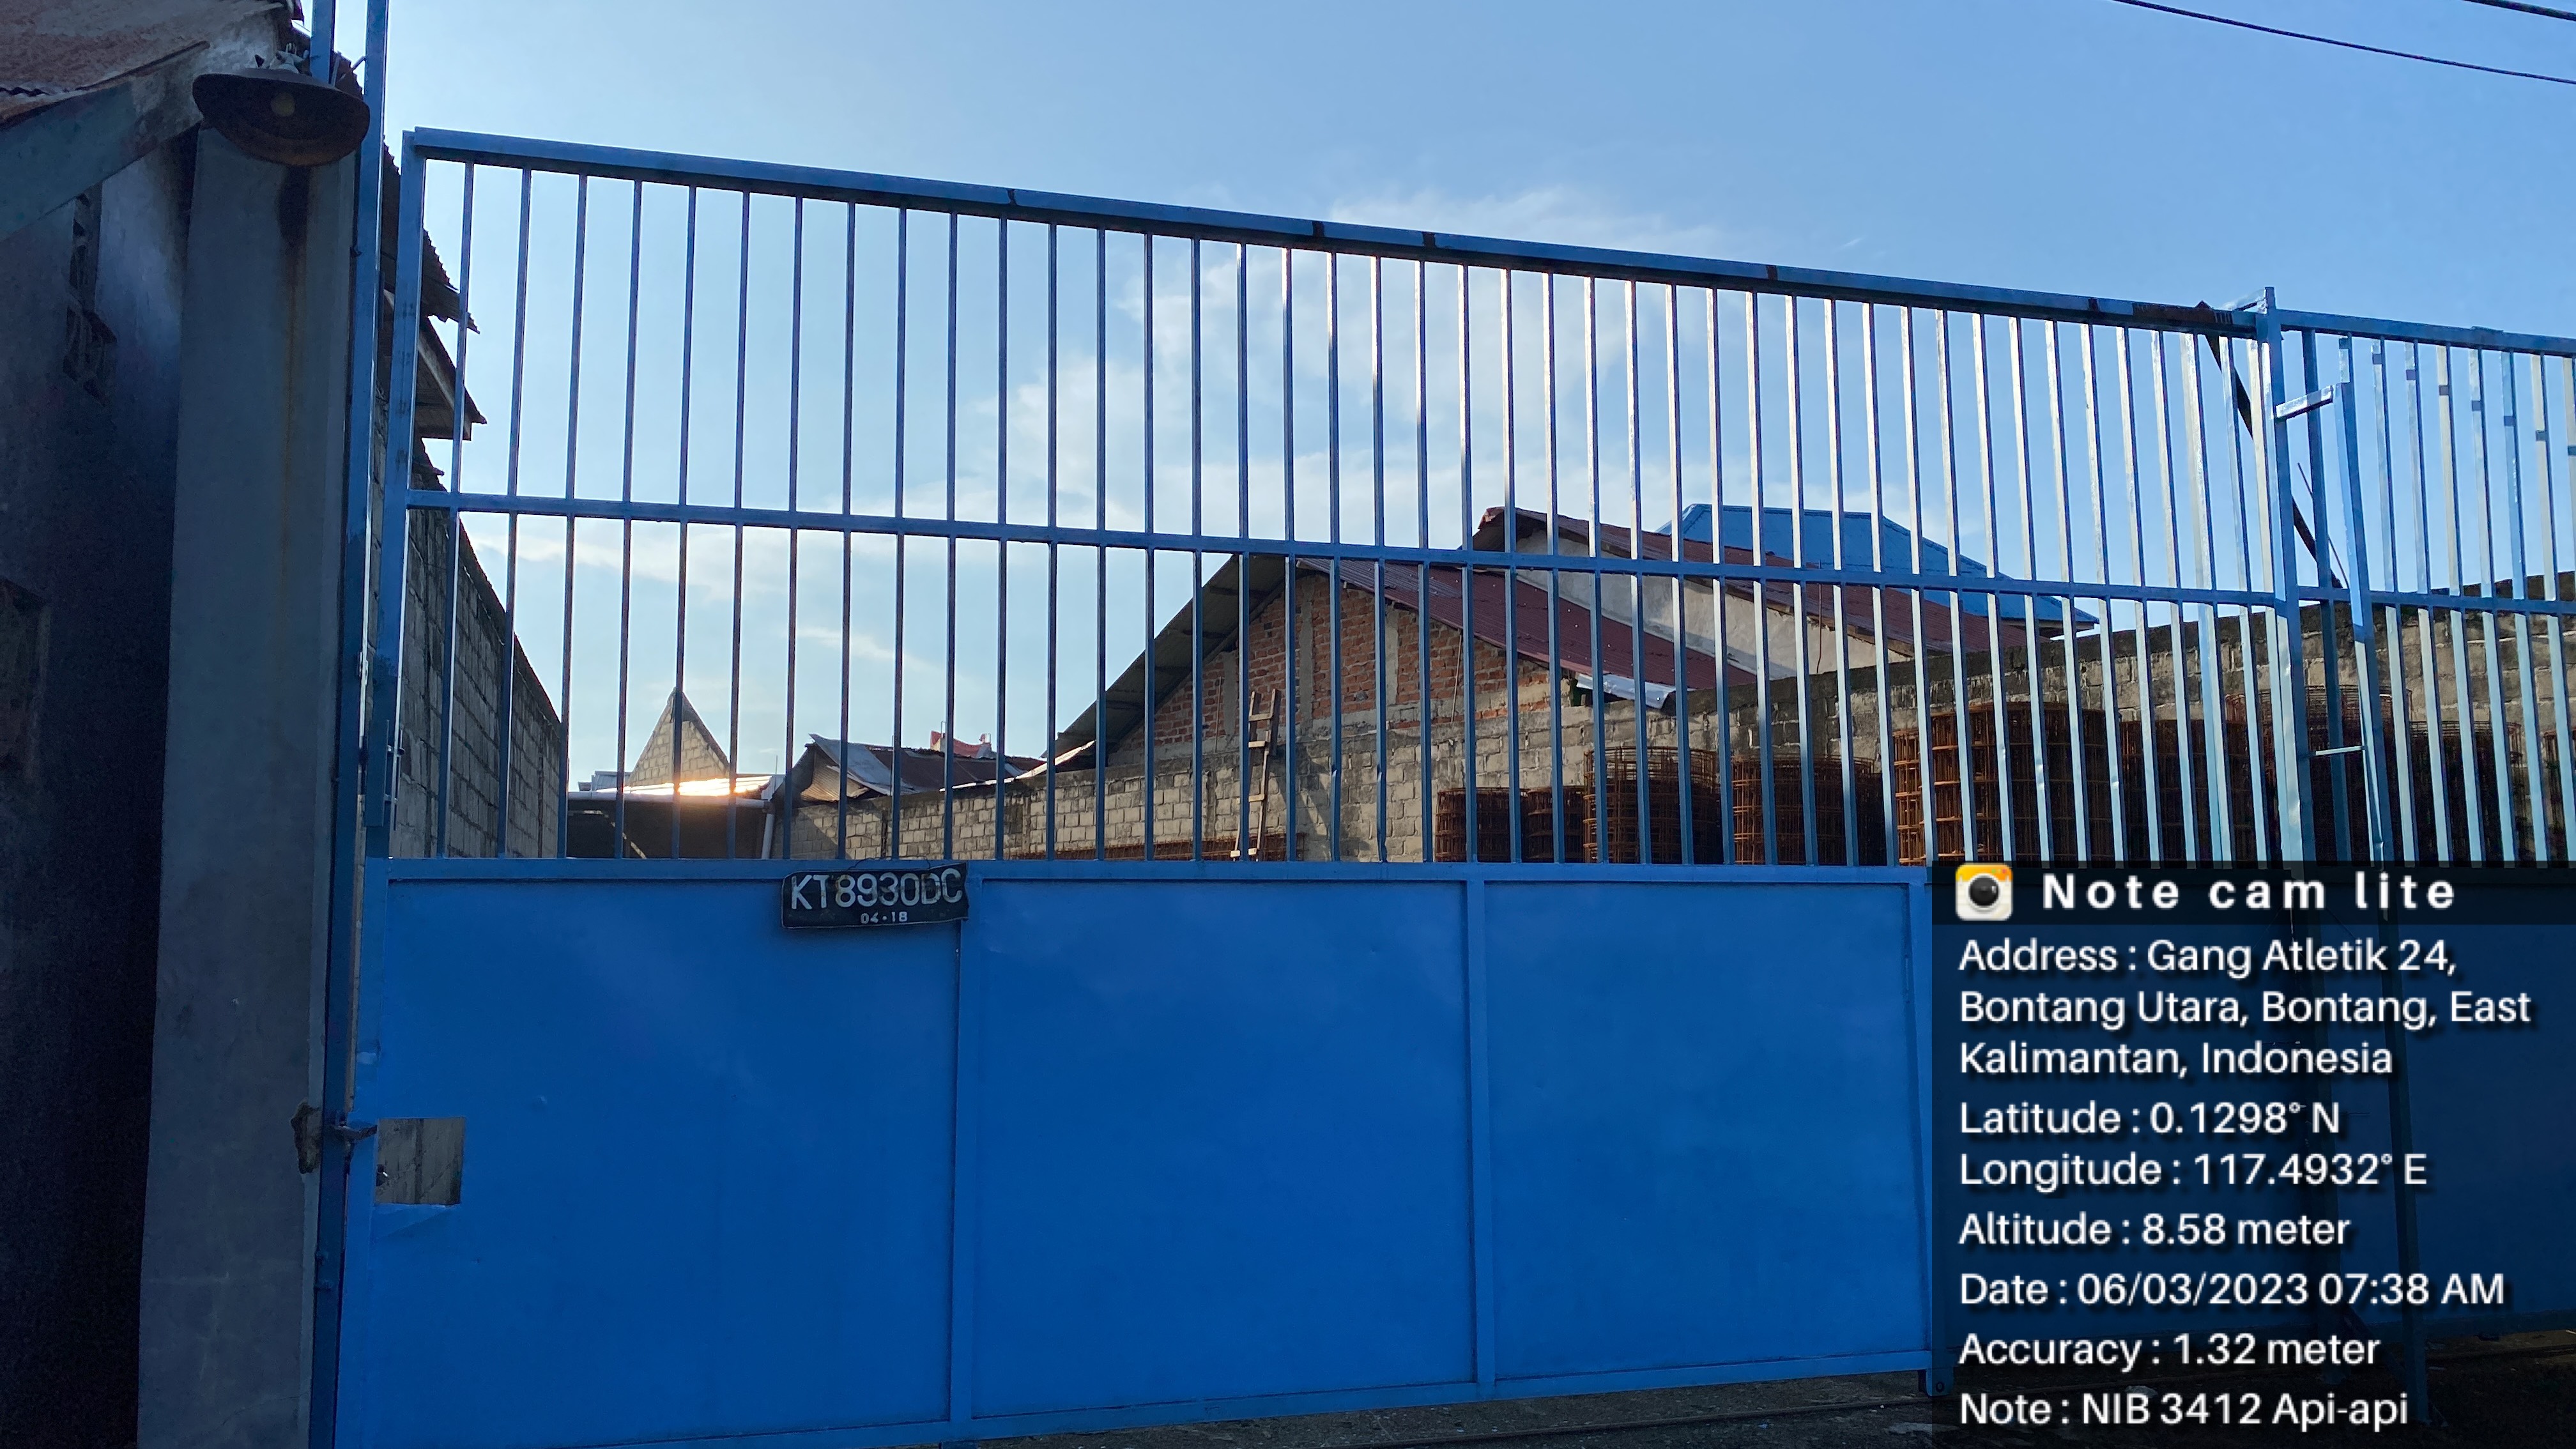 KT8930DC
04·18
Note cam lite
Address : Gang Atletik 24,
Bontang Utara, Bontang, East
Kalimantan, Indonesia
Latitude : 0.1298° N
Longitude : 117.4932° E
Altitude : 8.58 meter
Date : 06/03/2023 07:38 AM
Accuracy : 1.32 meter
Note : NIB 3412 Api-api